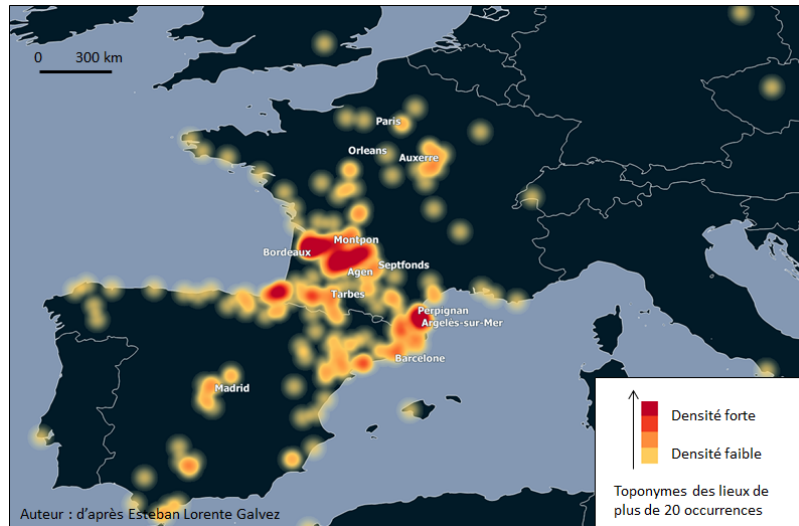 0 300 km
Paris
Orleans
Auxerre
Montpon
Bordeaux
Septfonds
Agen
Tarbes
Perpignan
Argelès-sur-Mer
Barcelone
Madrid
Densité forte
Densité faible
Toponymes des lieux de
plus de 20 occurrences
Auteur : d'après Esteban Lorente Galvez